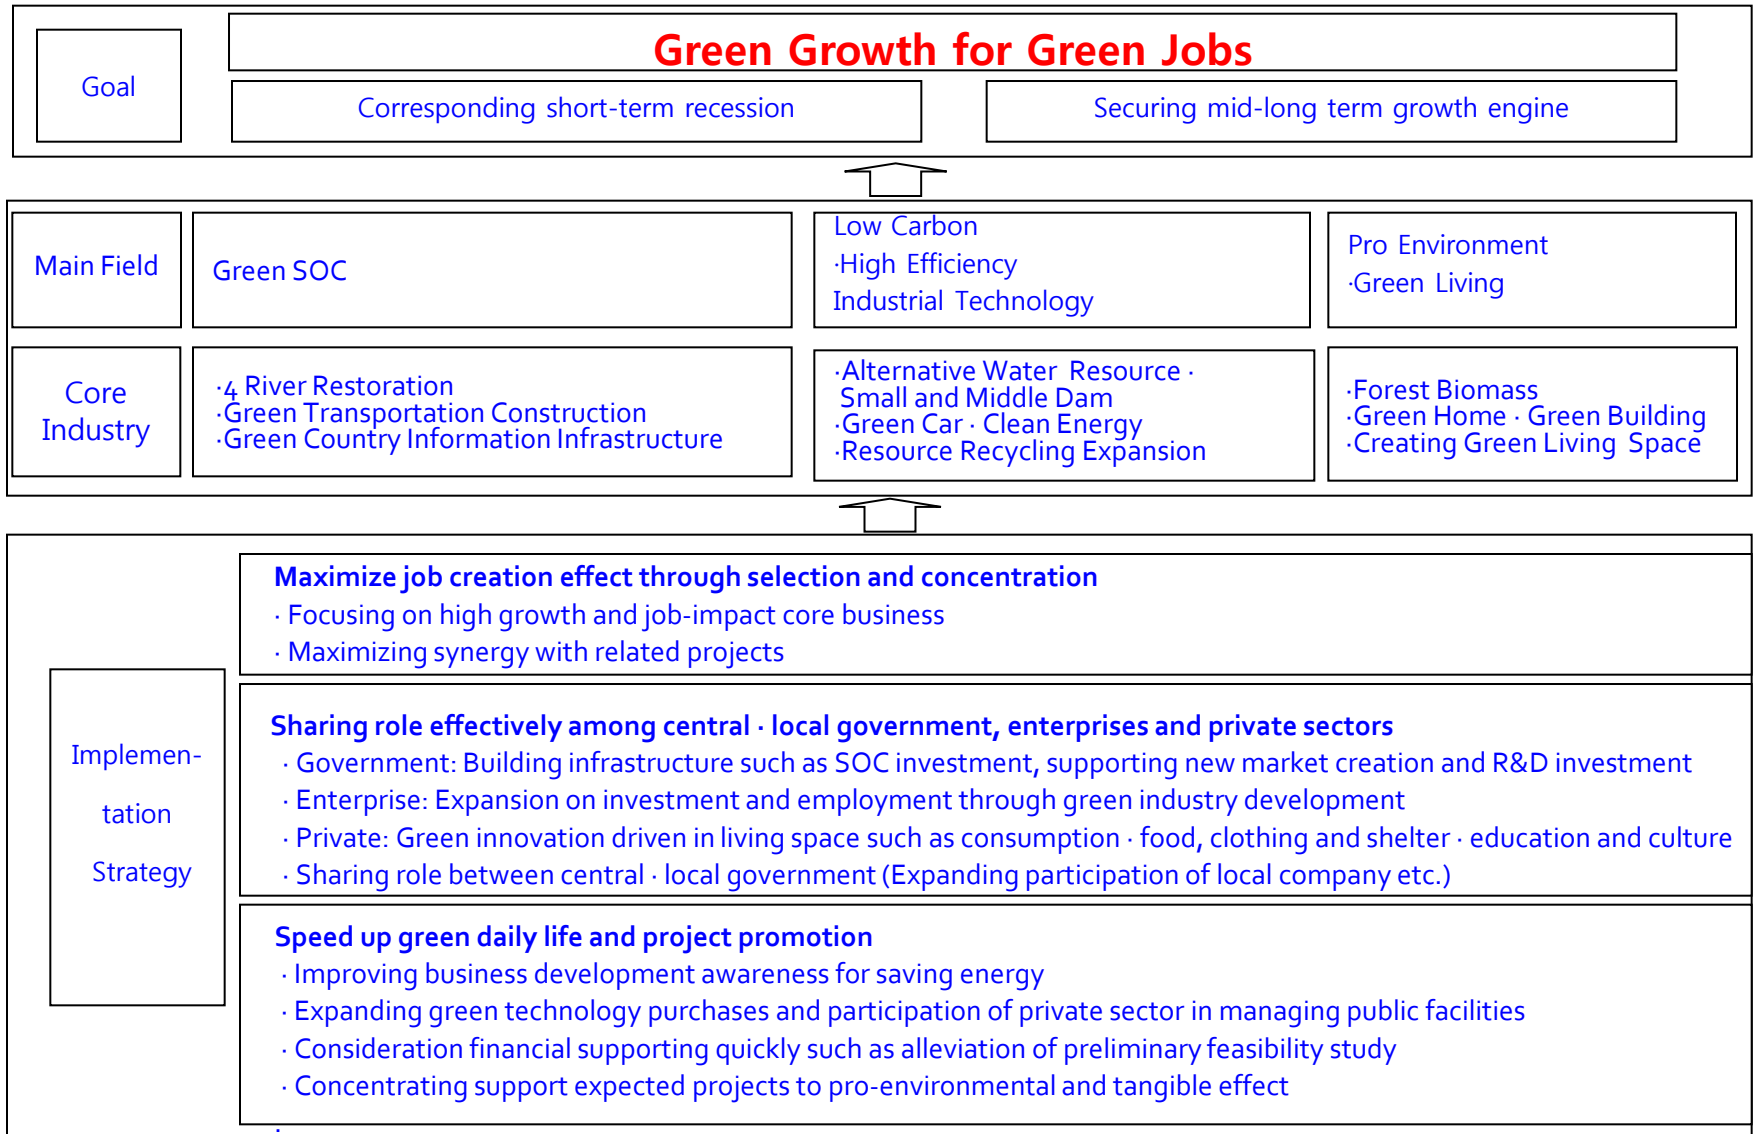 Goal
Green Growth for Green Jobs
Corresponding short-term recession
Securing mid-long term growth engine
Main Field
Green SOC
Low Carbon
·High Efficiency
Industrial Technology
Pro Environment
·Green Living
Core
Industry
·4 River Restoration
·Green Transportation Construction
·Green Country Information Infrastructure
·Alternative Water Resource ·
Small and Middle Dam
·Green Car · Clean Energy
·Resource Recycling Expansion
·Forest Biomass
·Green Home · Green Building
·Creating Green Living Space
Implemen-
tation
Strategy
Maximize job creation effect through selection and concentration
· Focusing on high growth and job-impact core business
· Maximizing synergy with related projects
Sharing role effectively among central · local government, enterprises and private sectors
· Government: Building infrastructure such as SOC investment, supporting new market creation and R&D investment
· Enterprise: Expansion on investment and employment through green industry development
· Private: Green innovation driven in living space such as consumption · food, clothing and shelter · education and culture
· Sharing role between central · local government (Expanding participation of local company etc.)
Speed up green daily life and project promotion
· Improving business development awareness for saving energy
· Expanding green technology purchases and participation of private sector in managing public facilities
· Consideration financial supporting quickly such as alleviation of preliminary feasibility study
· Concentrating support expected projects to pro-environmental and tangible effect
·